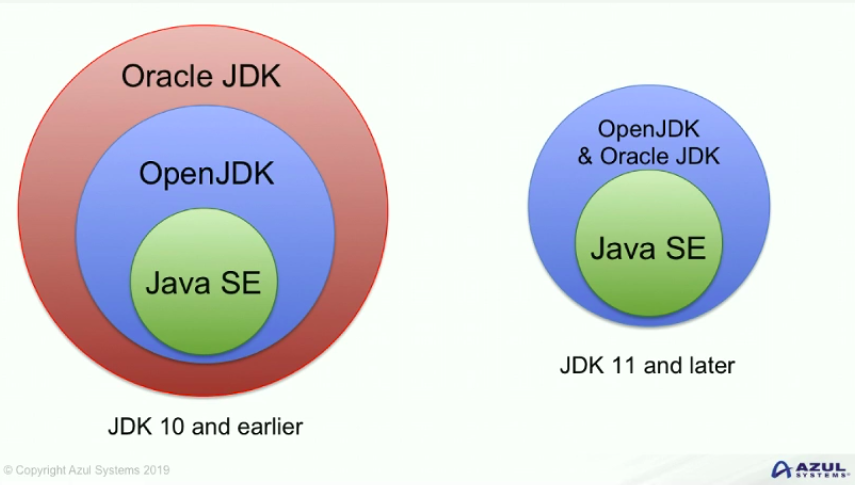 Oracle JDK
OpenJDK
Java SE
JDK 10 and earlier
OpenJDK
& Oracle JDK
Java SE
JDK 11 and later
© Copyright Azul Systems 2019
AZUL
SYSTEMS